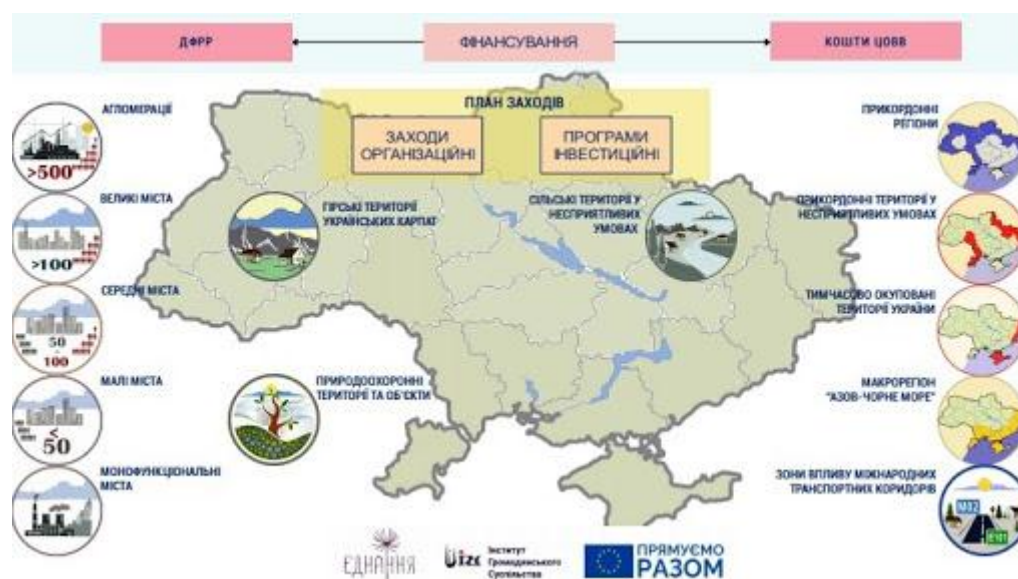 ДФРР
ФІНАНСУВАННЯ
КОШТИ ЦОВВ
ПЛАН ЗАХОДІВ
ЗАХОДИ
ОРГАНІЗАЦІЙНІ
ПРОГРАМИ
ІНВЕСТИЦІЙНІ
АГЛОМЕРАЦІЇ
>500
ВЕЛИКІ МІСТА
>100
СЕРЕДНІ МІСТА
50
-
100
МАЛІ МІСТА
<
50
МОНОФУНКЦІОНАЛЬНІ
МІСТА
ГІРСЬКІ ТЕРИТОРІЇ
УКРАЇНСЬКИХ КАРПАТ
ПРИРОДООХОРОННІ
ТЕРИТОРІЇ ТА ОБ'ЄКТИ
СІЛЬСЬКІ ТЕРИТОРІЇ У
НЕСПРИЯТЛИВИХ
УМОВАХ
ПРИКОРДОННІ
РЕГІОНИ
ПРИКОРДОННІ ТЕРИТОРІЇ У
НЕСПРИЯТЛИВИХ УМОВАХ
ТИМЧАСОВО ОКУПОВАНІ
ТЕРИТОРІЇ УКРАЇНИ
МАКРОРЕГІОН
"АЗОВ-ЧОРНЕ МОРЕ"
ЗОНИ ВПЛИВУ МІЖНАРОДНИХ
ТРАНСПОРТНИХ КОРИДОРІВ
M02
E101
ЄДНАННЯ
Інститут
Громадянського
Суспільства
ПРЯМУЄМО
РАЗОМ